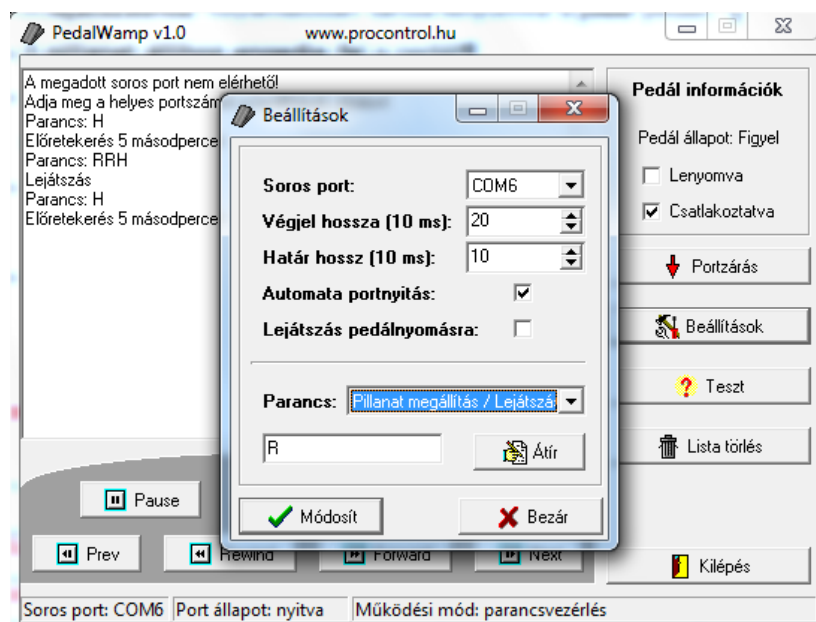 PedalWamp v1.0 www.procontrol.hu
A megadott soros port nem elérhető!
Adja meg a helyes portszám
Parancs: H
Előretekerés 5 másodperce
Parancs: RRH
Lejátszás
Parancs: H
Előretekerés 5 másodperce
Beállítások
Soros port: COM6
Végjel hossza (10 ms): 20
Határ hossz (10 ms): 10
Automata portnyitás:
Lejátszás pedálnyomásra:
Parancs: Pillanat megállítás / Lejátszá
R Átír
Módosít Bezár
Pedál információk
Pedál állapot: Figyel
Lenyomva
Csatlakoztatva
Portzárás
Beállítások
Teszt
Lista törlés
Pause
Prev Rewind Forward Next
Kilépés
Soros port: COM6 Port állapot: nyitva Működési mód: parancsvezérlés